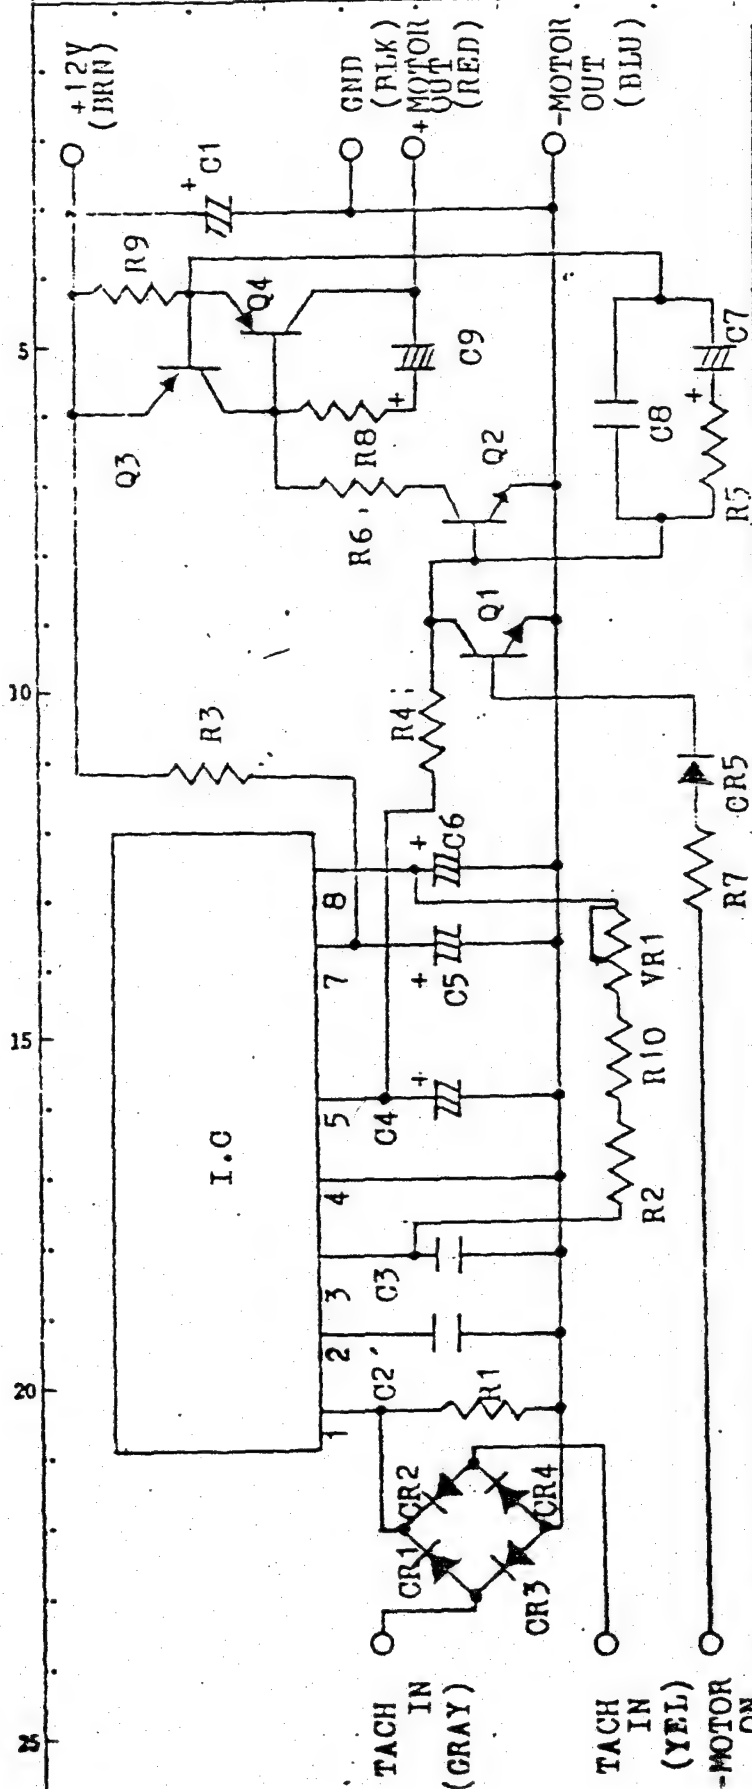 +12V
(BRN)
GND
(BLK)
+MOTOR
OUT
(RED)
-MOTOR
OUT
(BLU)
C1
+
R9
Q4
Q3
C9
+
R8
R6
Q2
C8
C7
+
R5
Q1
R4
R3
CR5
R7
C6
+
C5
+
C4
+
VR1
R10
R2
C3
C2
R1
I.C
8
7
5
4
3
2
1
CR1
CR2
CR3
CR4
TACH
IN
(GRAY)
TACH
IN
(YEL)
-MOTOR
ON
5
10
15
20
25